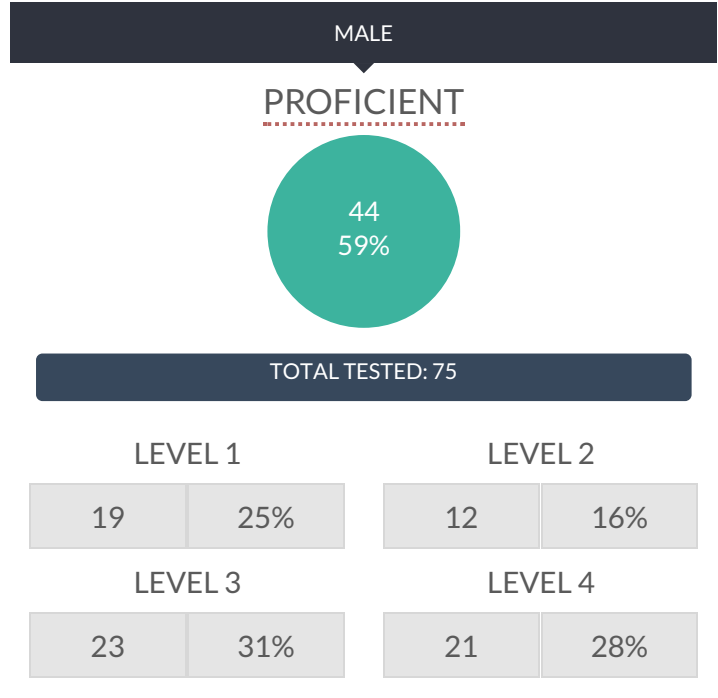 MALE
PROFICIENT
44
59%
TOTAL TESTED: 75
LEVEL 1
LEVEL 2
19 25%
12 16%
LEVEL 3
LEVEL 4
23 31%
21 28%